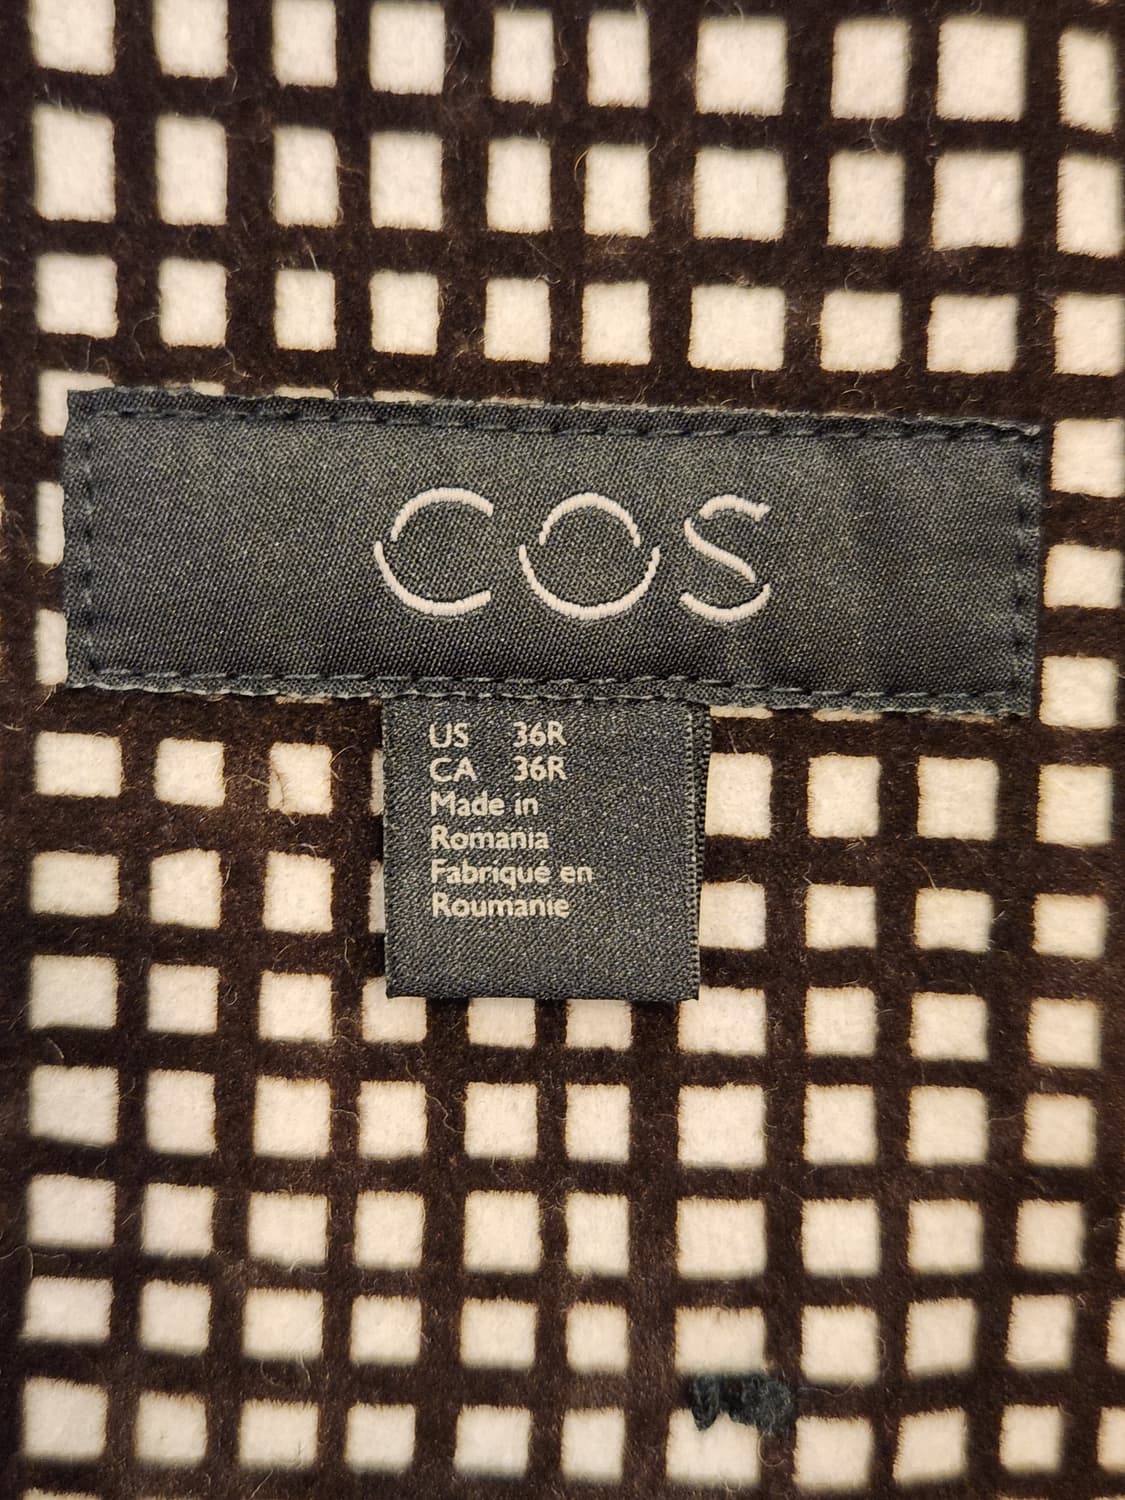 COS
US 36R
CA 36R
Made in
Romania
Fabriqué en
Roumanie